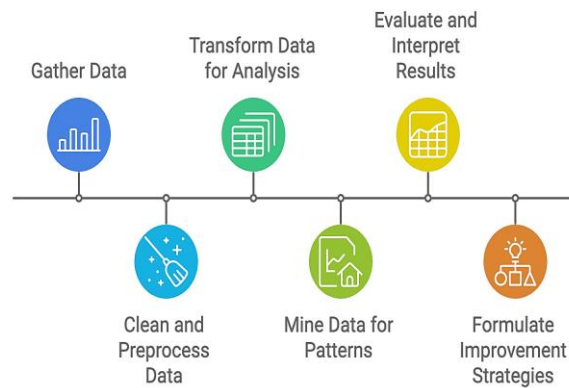 Gather Data
Clean and
Preprocess
Data
Transform Data
for Analysis
Mine Data for
Patterns
Evaluate and
Interpret
Results
Formulate
Improvement
Strategies